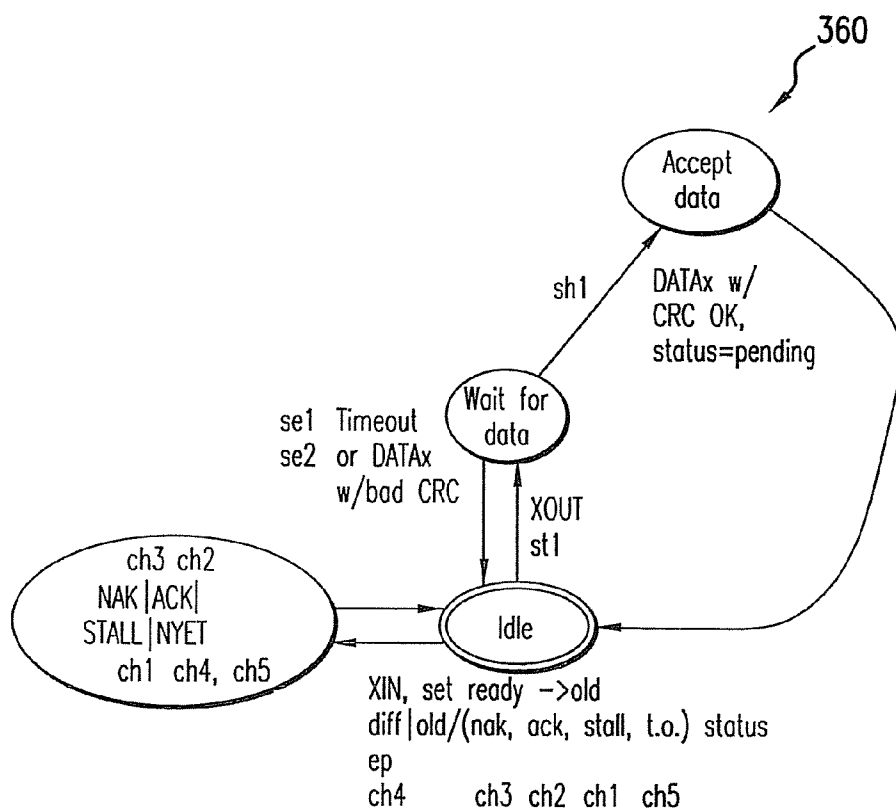 360
Accept
data
sh1
DATAx w/
CRC OK,
status=pending
Wait for
data
se1 Timeout
se2 or DATAx
w/bad CRC
XOUT
st1
ch3 ch2
NAK|ACK|
STALL|NYET
ch1 ch4, ch5
Idle
XIN, set ready ->old
diff|old/(nak, ack, stall, t.o.) status
ep
ch4 ch3 ch2 ch1 ch5